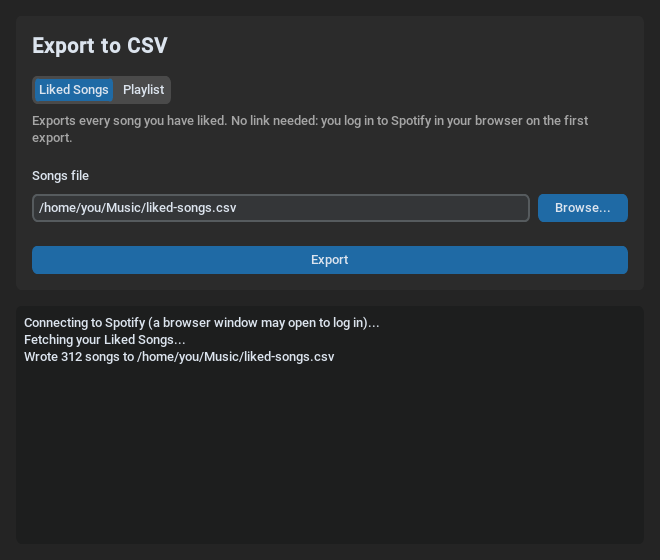 Export to CSV
Liked Songs Playlist
Exports every song you have liked. No link needed: you log in to Spotify in your browser on the first
export.
Songs file
/home/you/Music/liked-songs.csv Browse...
Export
Connecting to Spotify (a browser window may open to log in)...
Fetching your Liked Songs...
Wrote 312 songs to /home/you/Music/liked-songs.csv